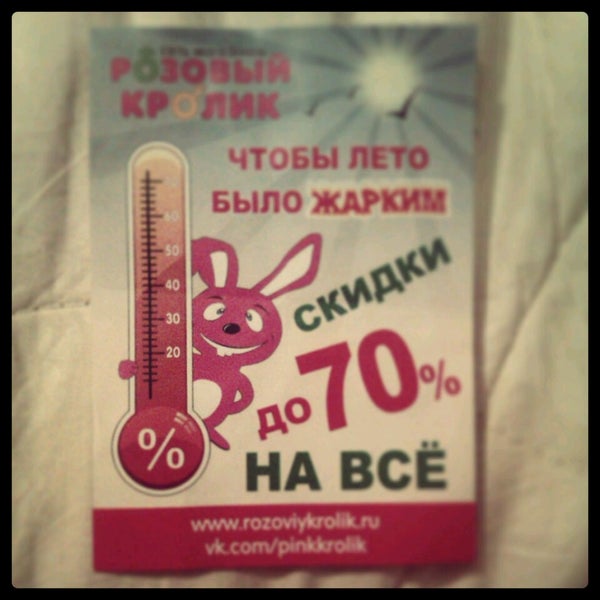 РОЗОВЫЙ
КРОЛИК
ЧТОБЫ ЛЕТО
БЫЛО ЖАРКИМ
СКИДКИ
ДО 70%
НА ВСЁ
60
50
40
30
20
%
www.rozoviykrolik.ru
vk.com/pinkkrolik